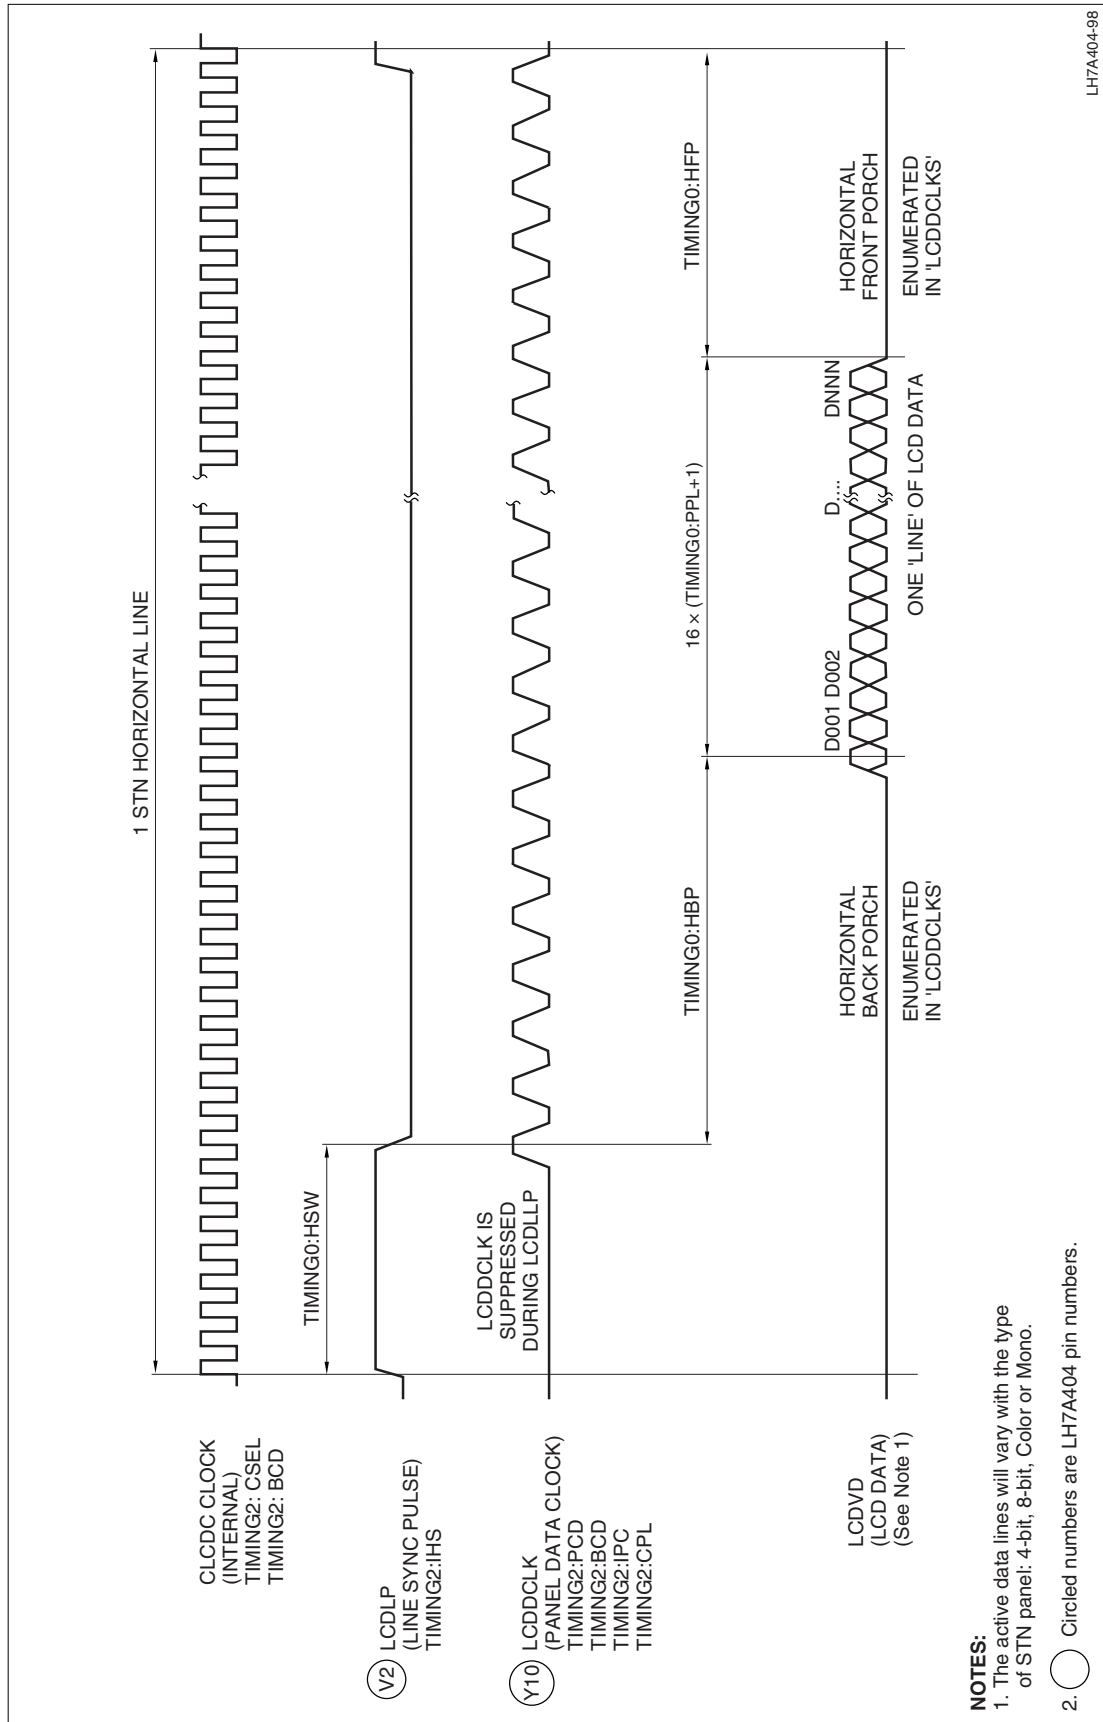 1 STN HORIZONTAL LINE
CLCDC CLOCK
(INTERNAL)
TIMING2: CSEL
TIMING2: BCD
TIMING0:HSW
V2
LCDLP
(LINE SYNC PULSE)
TIMING2:IHS
LCDDCLK IS
SUPPRESSED
DURING LCDLLP
Y10
LCDDCLK
(PANEL DATA CLOCK)
TIMING2:PCD
TIMING2:BCD
TIMING2:IPC
TIMING2:CPL
TIMING0:HBP
16 × (TIMING0:PPL+1)
TIMING0:HFP
D001 D002
D....
DNNN
LCDVD
(LCD DATA)
(See Note 1)
HORIZONTAL
BACK PORCH
ENUMERATED
IN 'LCDDCLKS'
ONE 'LINE' OF LCD DATA
HORIZONTAL
FRONT PORCH
ENUMERATED
IN 'LCDDCLKS'
NOTES:
1. The active data lines will vary with the type
of STN panel: 4-bit, 8-bit, Color or Mono.
2. Circled numbers are LH7A404 pin numbers.
LH7A404-98